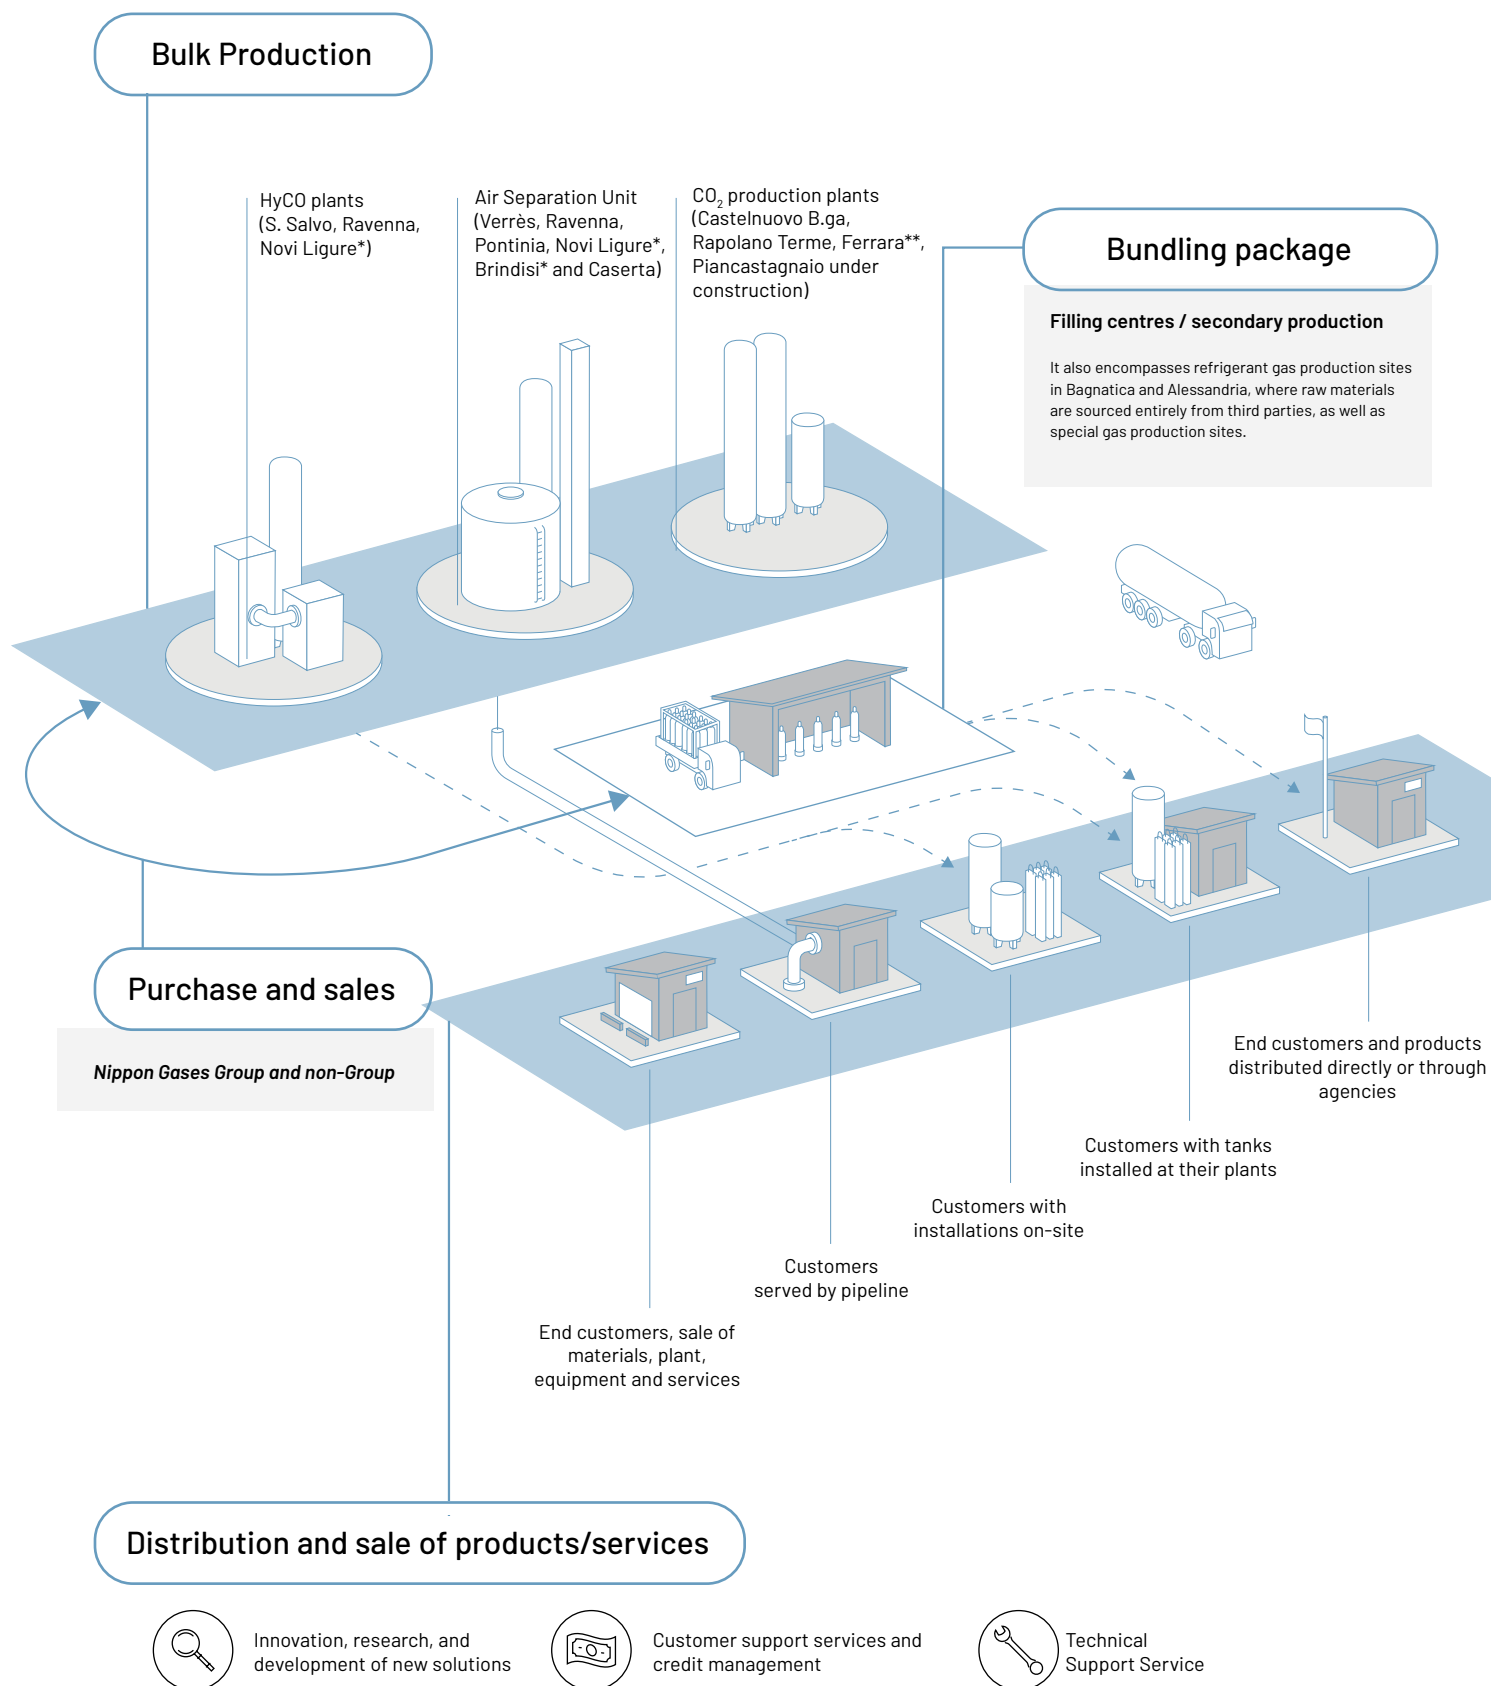 Bulk Production
HyCO plants
(S. Salvo, Ravenna,
Novi Ligure*)
Air Separation Unit
(Verrès, Ravenna,
Pontinia, Novi Ligure*,
Brindisi* and Caserta)
CO₂ production plants
(Castelnuovo B.ga,
Rapolano Terme, Ferrara**,
Piancastagnaio under
construction)
Bundling package
Filling centres / secondary production
It also encompasses refrigerant gas production sites
in Bagnatica and Alessandria, where raw materials
are sourced entirely from third parties, as well as
special gas production sites.
Purchase and sales
Nippon Gases Group and non-Group
End customers and products
distributed directly or through
agencies
Customers with tanks
installed at their plants
Customers with
installations on-site
Customers
served by pipeline
End customers, sale of
materials, plant,
equipment and services
Distribution and sale of products/services
Innovation, research, and
development of new solutions
Customer support services and
credit management
Technical
Support Service